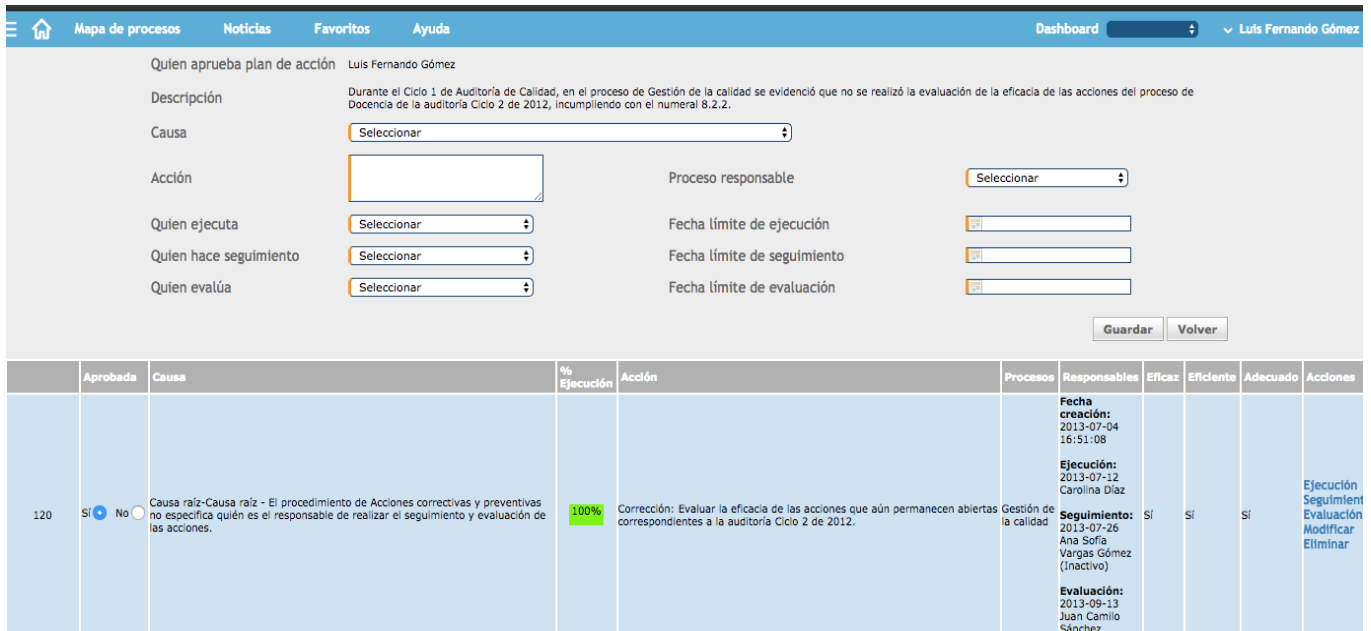 Mapa de procesos Noticias Favoritos Ayuda Dashboard Luis Fernando Gómez
Quien aprueba plan de acción Luis Fernando Gómez
Descripción
Durante el Ciclo 1 de Auditoría de Calidad, en el proceso de Gestión de la calidad se evidenció que no se realizó la evaluación de la eficacia de las acciones del proceso de
Docencia de la auditoría Ciclo 2 de 2012, incumpliendo con el numeral 8.2.2.
Causa Seleccionar
Acción Proceso responsable Seleccionar
Quien ejecuta Seleccionar Fecha límite de ejecución
Quien hace seguimiento Seleccionar Fecha límite de seguimiento
Quien evalúa Seleccionar Fecha límite de evaluación
Guardar Volver
Aprobada Causa % Ejecución Acción Procesos Responsables Eficaz Eficiente Adecuado Acciones
120
Sí No
Causa raíz-Causa raíz - El procedimiento de Acciones correctivas y preventivas
no especifica quién es el responsable de realizar el seguimiento y evaluación de
las acciones.
100%
Corrección: Evaluar la eficacia de las acciones que aún permanecen abiertas
correspondientes a la auditoría Ciclo 2 de 2012.
Gestión de
la calidad
Fecha
creación:
2013-07-04
16:51:08
Ejecución:
2013-07-12
Carolina Díaz
Seguimiento:
2013-07-26
Ana Sofía
Vargas Gómez
(Inactivo)
Evaluación:
2013-09-13
Juan Camilo
Sánchez
Sí
Sí
Sí
Ejecución
Seguimient
Evaluación
Modificar
Eliminar